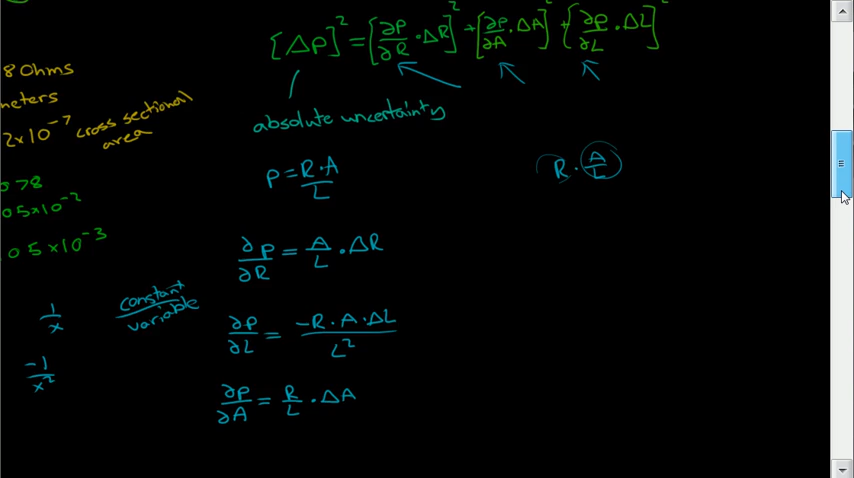 [Δρ]² = [∂ρ/∂R · ΔR]² + [∂ρ/∂A · ΔA]² + [∂ρ/∂L · ΔL]²
8 Ohms
meters
2x10⁻⁷ cross sectional area
absolute uncertainty
078
05x10⁻²
05x10⁻³
ρ = R·A/L
R · A/L
∂ρ/∂R = A/L · ΔR
1/x
constant/variable
∂ρ/∂L = -R·A·ΔL/L²
-1/x²
∂ρ/∂A = R/L · ΔA